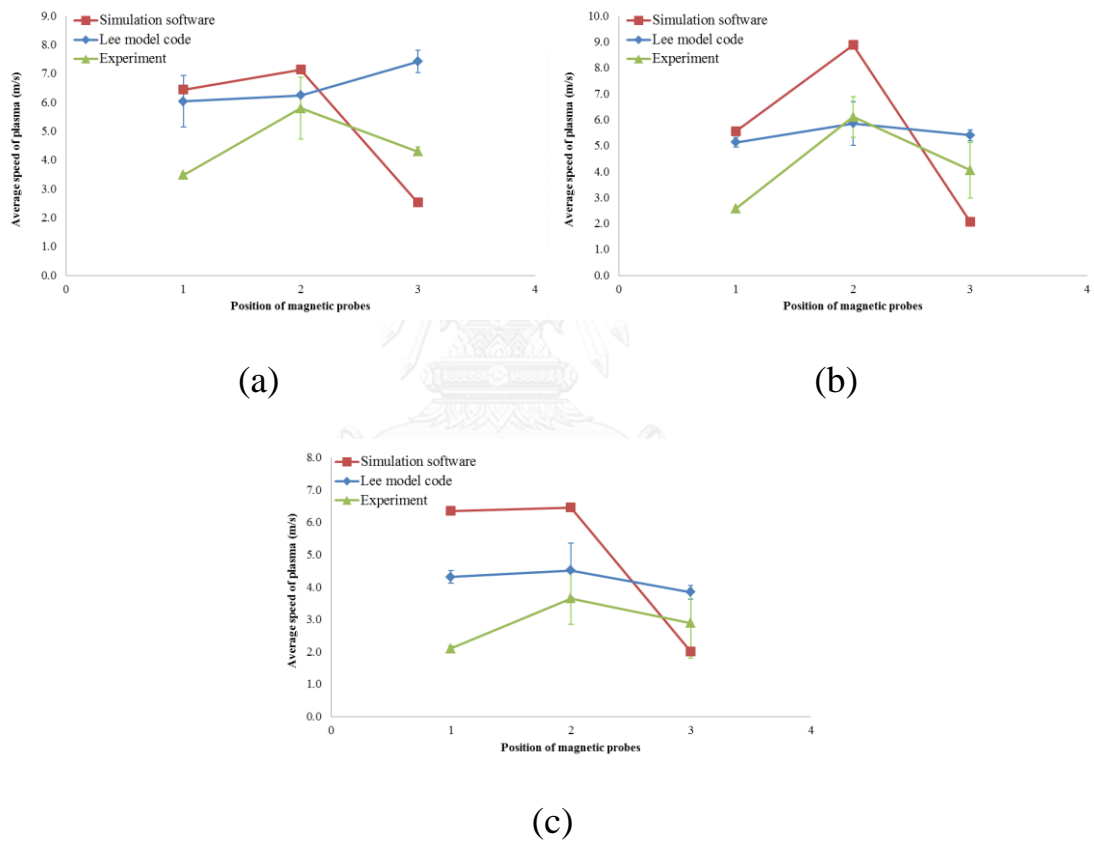 Simulation software
Lee model code
Experiment
Average speed of plasma (m/s)
9.0
8.0
7.0
6.0
5.0
4.0
3.0
2.0
1.0
0.0
0 1 2 3 4
Position of magnetic probes
(a)
Simulation software
Lee model code
Experiment
Average speed of plasma (m/s)
10.0
9.0
8.0
7.0
6.0
5.0
4.0
3.0
2.0
1.0
0.0
0 1 2 3 4
Position of magnetic probes
(b)
Simulation software
Lee model code
Experiment
Average speed of plasma (m/s)
8.0
7.0
6.0
5.0
4.0
3.0
2.0
1.0
0.0
0 1 2 3 4
Position of magnetic probes
(c)